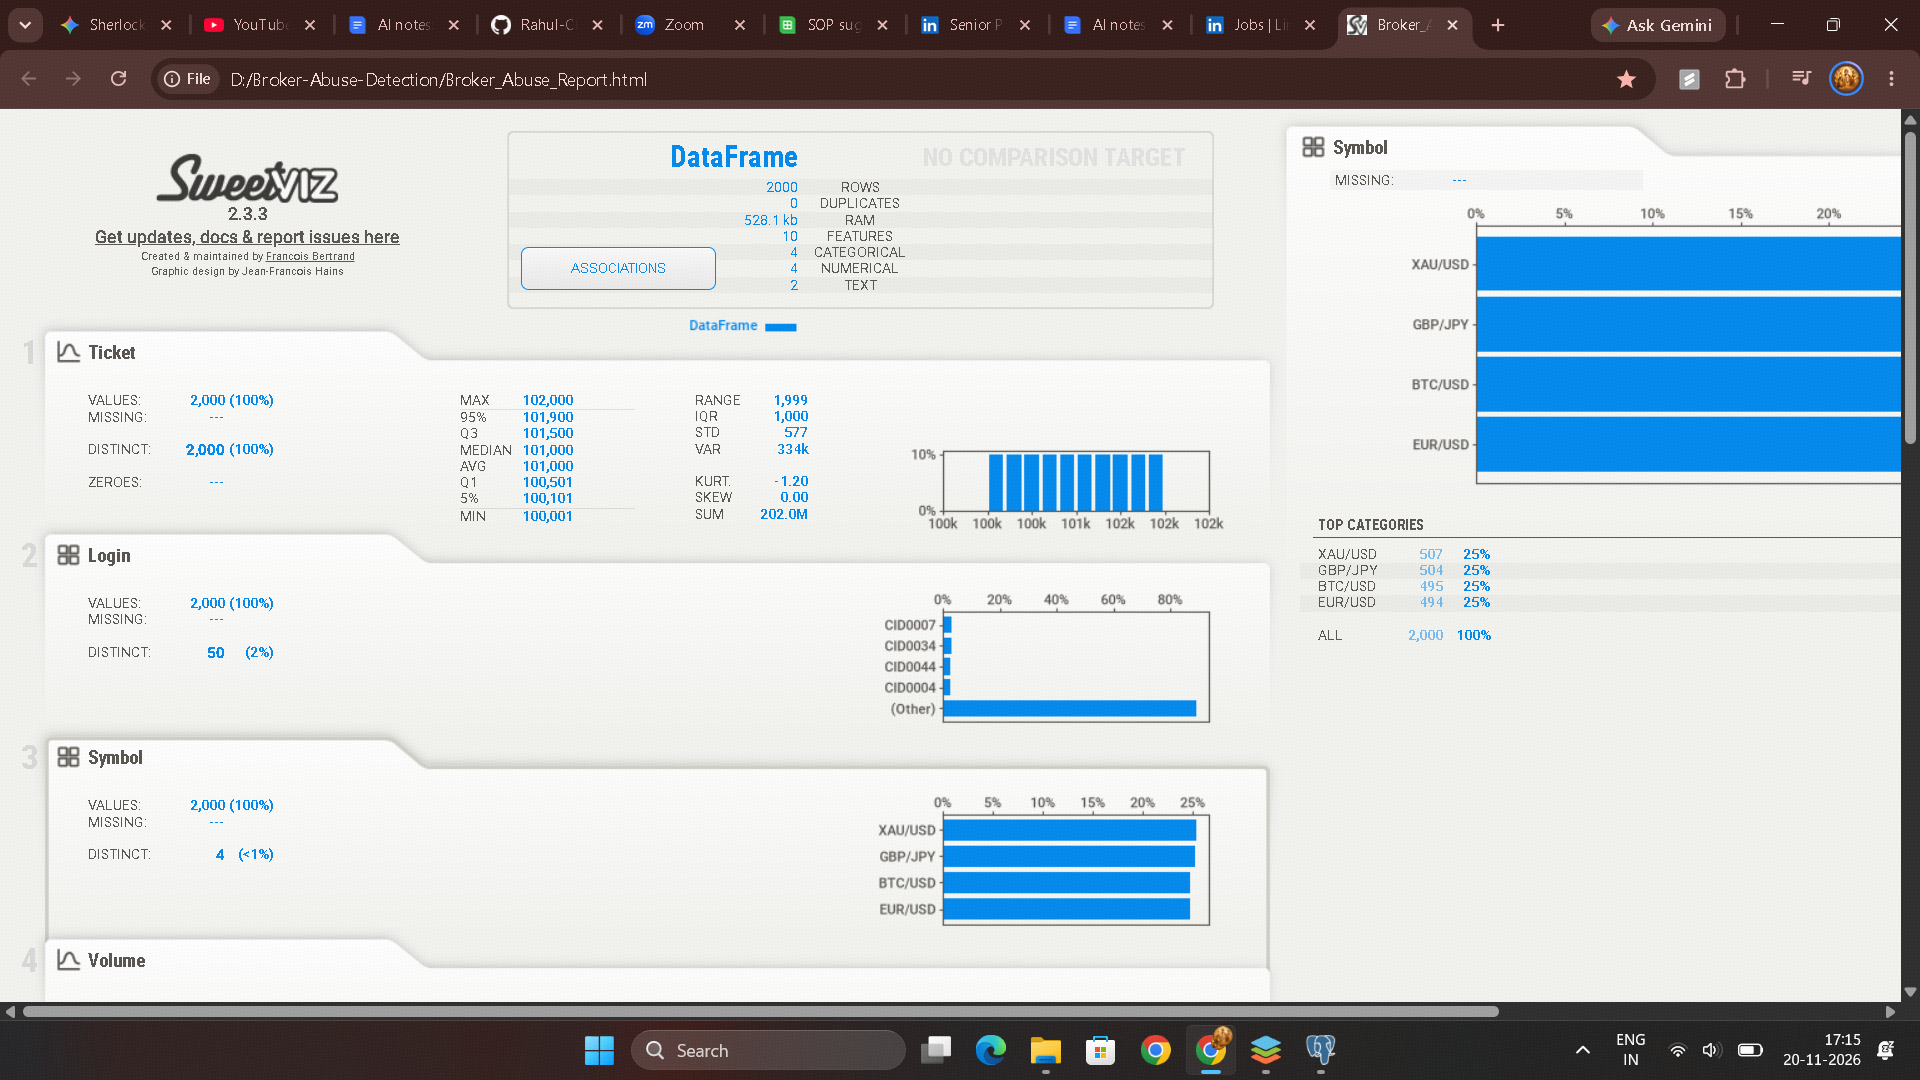 Sherlock
YouTube
AI notes
Rahul-C
Zoom
SOP sug
Senior P
AI notes
Jobs | Li
Broker_A
Ask Gemini
File
D:/Broker-Abuse-Detection/Broker_Abuse_Report.html
SweetVIZ
2.3.3
Get updates, docs & report issues here
Created & maintained by Francois Bertrand
Graphic design by Jean-Francois Hains
DataFrame
NO COMPARISON TARGET
2000 ROWS
0 DUPLICATES
528.1 kb RAM
10 FEATURES
4 CATEGORICAL
4 NUMERICAL
2 TEXT
ASSOCIATIONS
DataFrame
1 Ticket
VALUES: 2,000 (100%)
MISSING: ---
DISTINCT: 2,000 (100%)
ZEROES: ---
MAX 102,000
95% 101,900
Q3 101,500
MEDIAN 101,000
AVG 101,000
Q1 100,501
5% 100,101
MIN 100,001
RANGE 1,999
IQR 1,000
STD 577
VAR 334k
KURT. -1.20
SKEW 0.00
SUM 202.0M
10%
0%
100k 100k 100k 101k 102k 102k 102k
2 Login
VALUES: 2,000 (100%)
MISSING: ---
DISTINCT: 50 (2%)
0% 20% 40% 60% 80%
CID0007
CID0034
CID0044
CID0004
(Other)
3 Symbol
VALUES: 2,000 (100%)
MISSING: ---
DISTINCT: 4 (<1%)
0% 5% 10% 15% 20% 25%
XAU/USD
GBP/JPY
BTC/USD
EUR/USD
4 Volume
Symbol
MISSING: ---
0% 5% 10% 15% 20%
XAU/USD
GBP/JPY
BTC/USD
EUR/USD
TOP CATEGORIES
XAU/USD 507 25%
GBP/JPY 504 25%
BTC/USD 495 25%
EUR/USD 494 25%
ALL 2,000 100%
Search
ENG
IN
17:15
20-11-2026